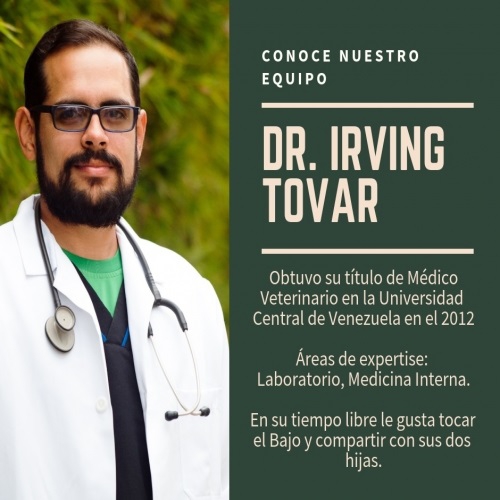 CONOCE NUESTRO
EQUIPO
DR. IRVING
TOVAR
Obtuvo su título de Médico
Veterinario en la Universidad
Central de Venezuela en el 2012
Áreas de expertise:
Laboratorio, Medicina Interna.
En su tiempo libre le gusta tocar
el Bajo y compartir con sus dos
hijas.